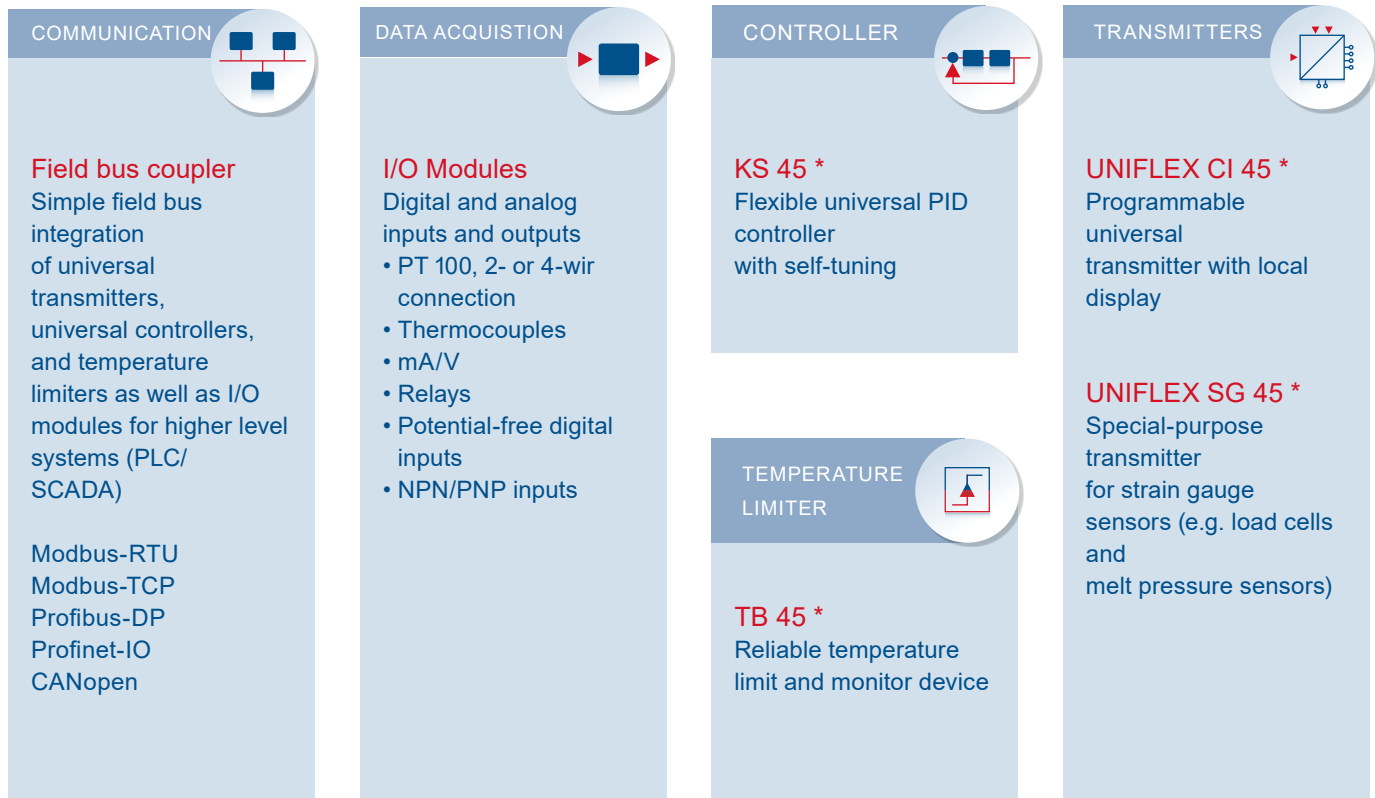 COMMUNICATION
Field bus coupler
Simple field bus
integration
of universal
transmitters,
universal controllers,
and temperature
limiters as well as I/O
modules for higher level
systems (PLC/
SCADA)
Modbus-RTU
Modbus-TCP
Profibus-DP
Profinet-IO
CANopen
DATA ACQUISTION
I/O Modules
Digital and analog
inputs and outputs
• PT 100, 2- or 4-wir
connection
• Thermocouples
• mA/V
• Relays
• Potential-free digital
inputs
• NPN/PNP inputs
CONTROLLER
KS 45 *
Flexible universal PID
controller
with self-tuning
TEMPERATURE
LIMITER
TB 45 *
Reliable temperature
limit and monitor device
TRANSMITTERS
UNIFLEX CI 45 *
Programmable
universal
transmitter with local
display
UNIFLEX SG 45 *
Special-purpose
transmitter
for strain gauge
sensors (e.g. load cells
and
melt pressure sensors)